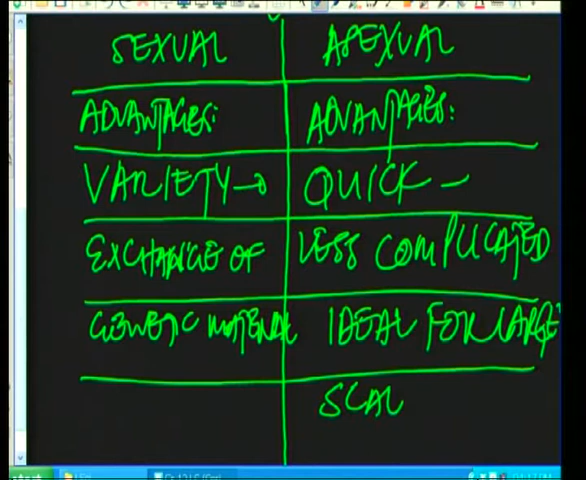 SEXUAL ASEXUAL
ADVANTAGES: ADVANTAGES:
VARIETY→ QUICK –
EXCHANGE OF LESS COMPLICATED
GENETIC MATERIAL IDEAL FOR LARGE
SCAL